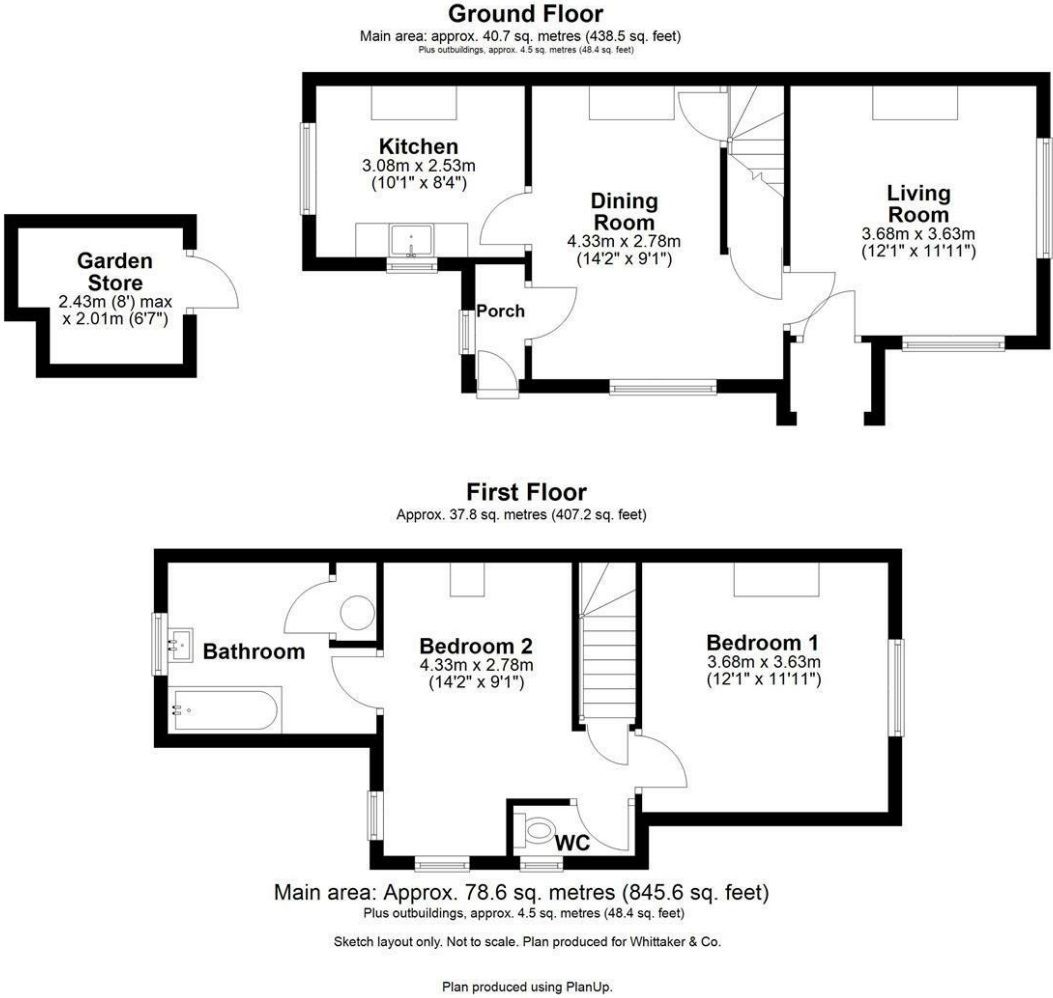 Ground Floor
Main area: approx. 40.7 sq. metres (438.5 sq. feet)
Plus outbuildings, approx. 4.5 sq. metres (48.4 sq. feet)
Kitchen
3.08m x 2.53m
(10'1" x 8'4")
Dining
Room
4.33m x 2.78m
(14'2" x 9'1")
Living
Room
3.68m x 3.63m
(12'1" x 11'11")
Garden
Store
2.43m (8') max
x 2.01m (6'7")
Porch
First Floor
Approx. 37.8 sq. metres (407.2 sq. feet)
Bathroom
Bedroom 2
4.33m x 2.78m
(14'2" x 9'1")
Bedroom 1
3.68m x 3.63m
(12'1" x 11'11")
WC
Main area: Approx. 78.6 sq. metres (845.6 sq. feet)
Plus outbuildings, approx. 4.5 sq. metres (48.4 sq. feet)
Sketch layout only. Not to scale. Plan produced for Whittaker & Co.
Plan produced using PlanUp.